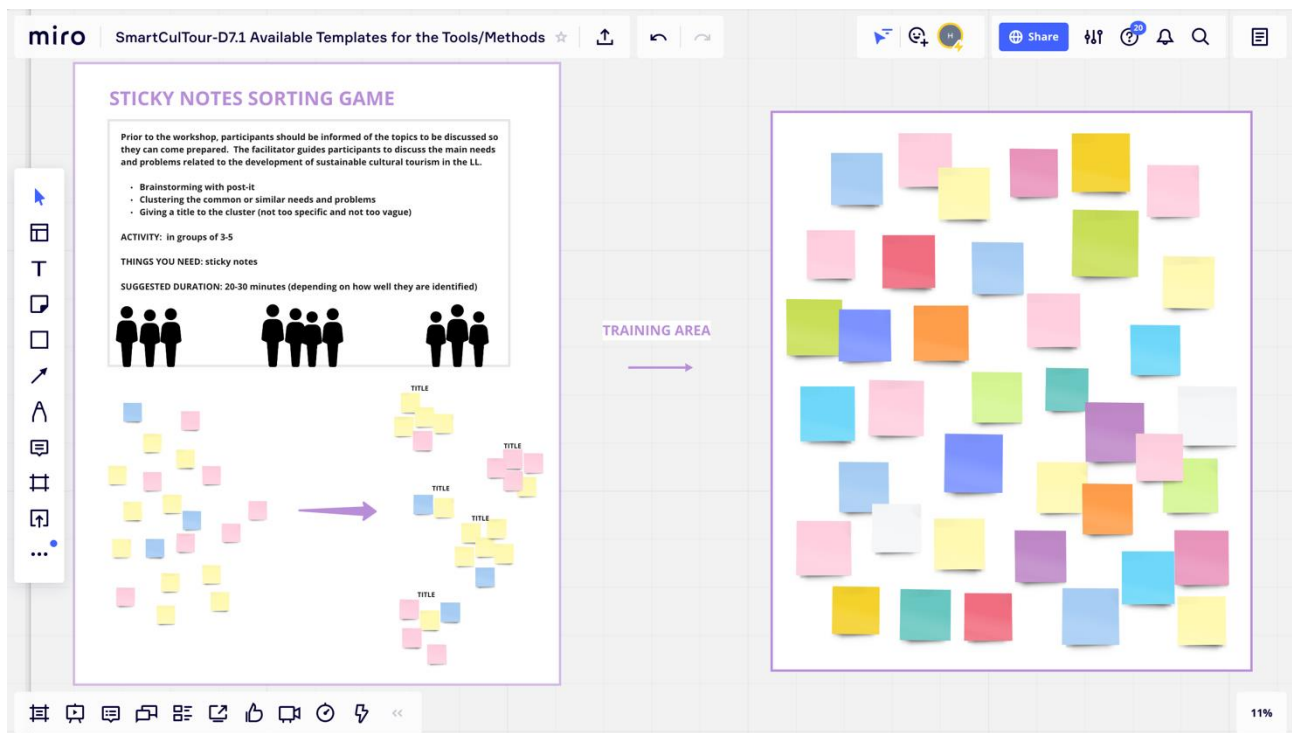 miro
SmartCulTour-D7.1 Available Templates for the Tools/Methods
H
Share
20
STICKY NOTES SORTING GAME
Prior to the workshop, participants should be informed of the topics to be discussed so
they can come prepared. The facilitator guides participants to discuss the main needs
and problems related to the development of sustainable cultural tourism in the LL.
• Brainstorming with post-it
• Clustering the common or similar needs and problems
• Giving a title to the cluster (not too specific and not too vague)
ACTIVITY: in groups of 3-5
THINGS YOU NEED: sticky notes
SUGGESTED DURATION: 20-30 minutes (depending on how well they are identified)
TITLE
TITLE
TITLE
TITLE
TITLE
TRAINING AREA
11%